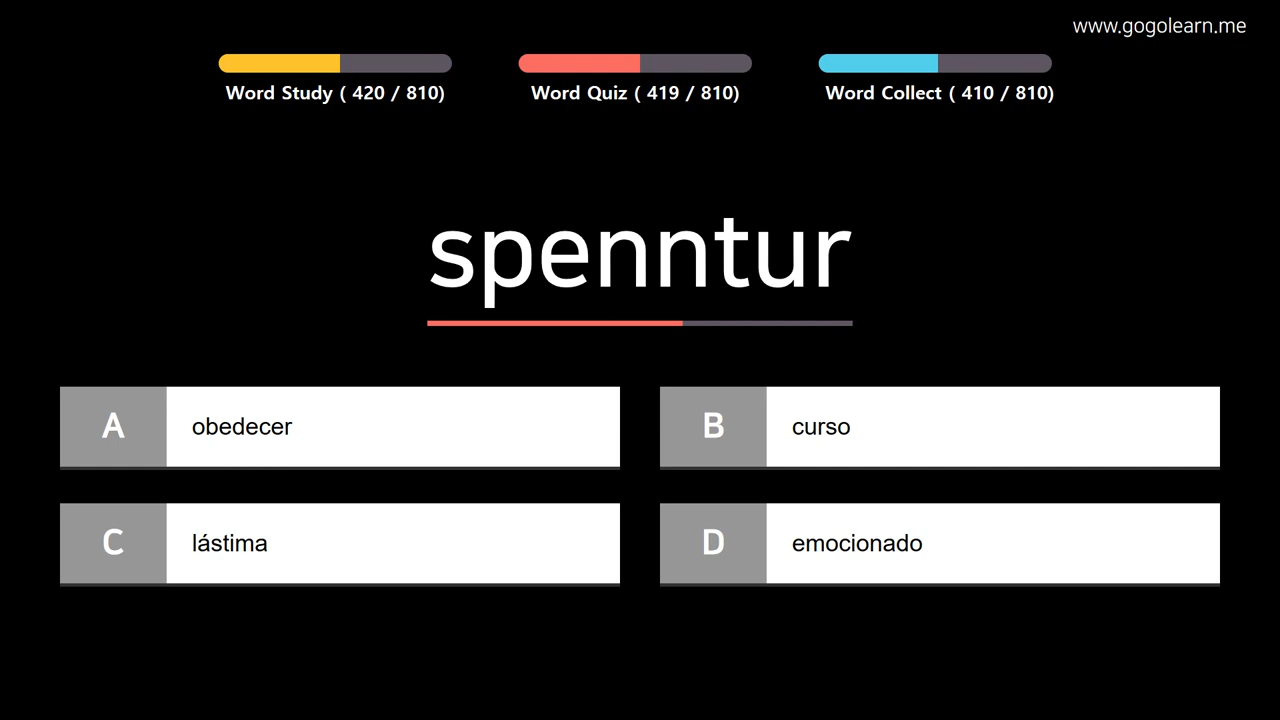 www.gogolearn.me
Word Study ( 420 / 810)
Word Quiz ( 419 / 810)
Word Collect ( 410 / 810)
spenntur
A obedecer
B curso
C lástima
D emocionado